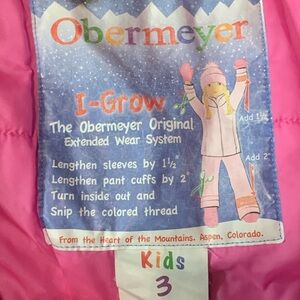 Obermeyer
I-Grow
The Obermeyer Original
Extended Wear System
Add 1½"
Lengthen sleeves by 1½"
Add 2"
Lengthen pant cuffs by 2"
Turn inside out and
Snip the colored thread
From the Heart of the Mountains. Aspen, Colorado.
Kids
3